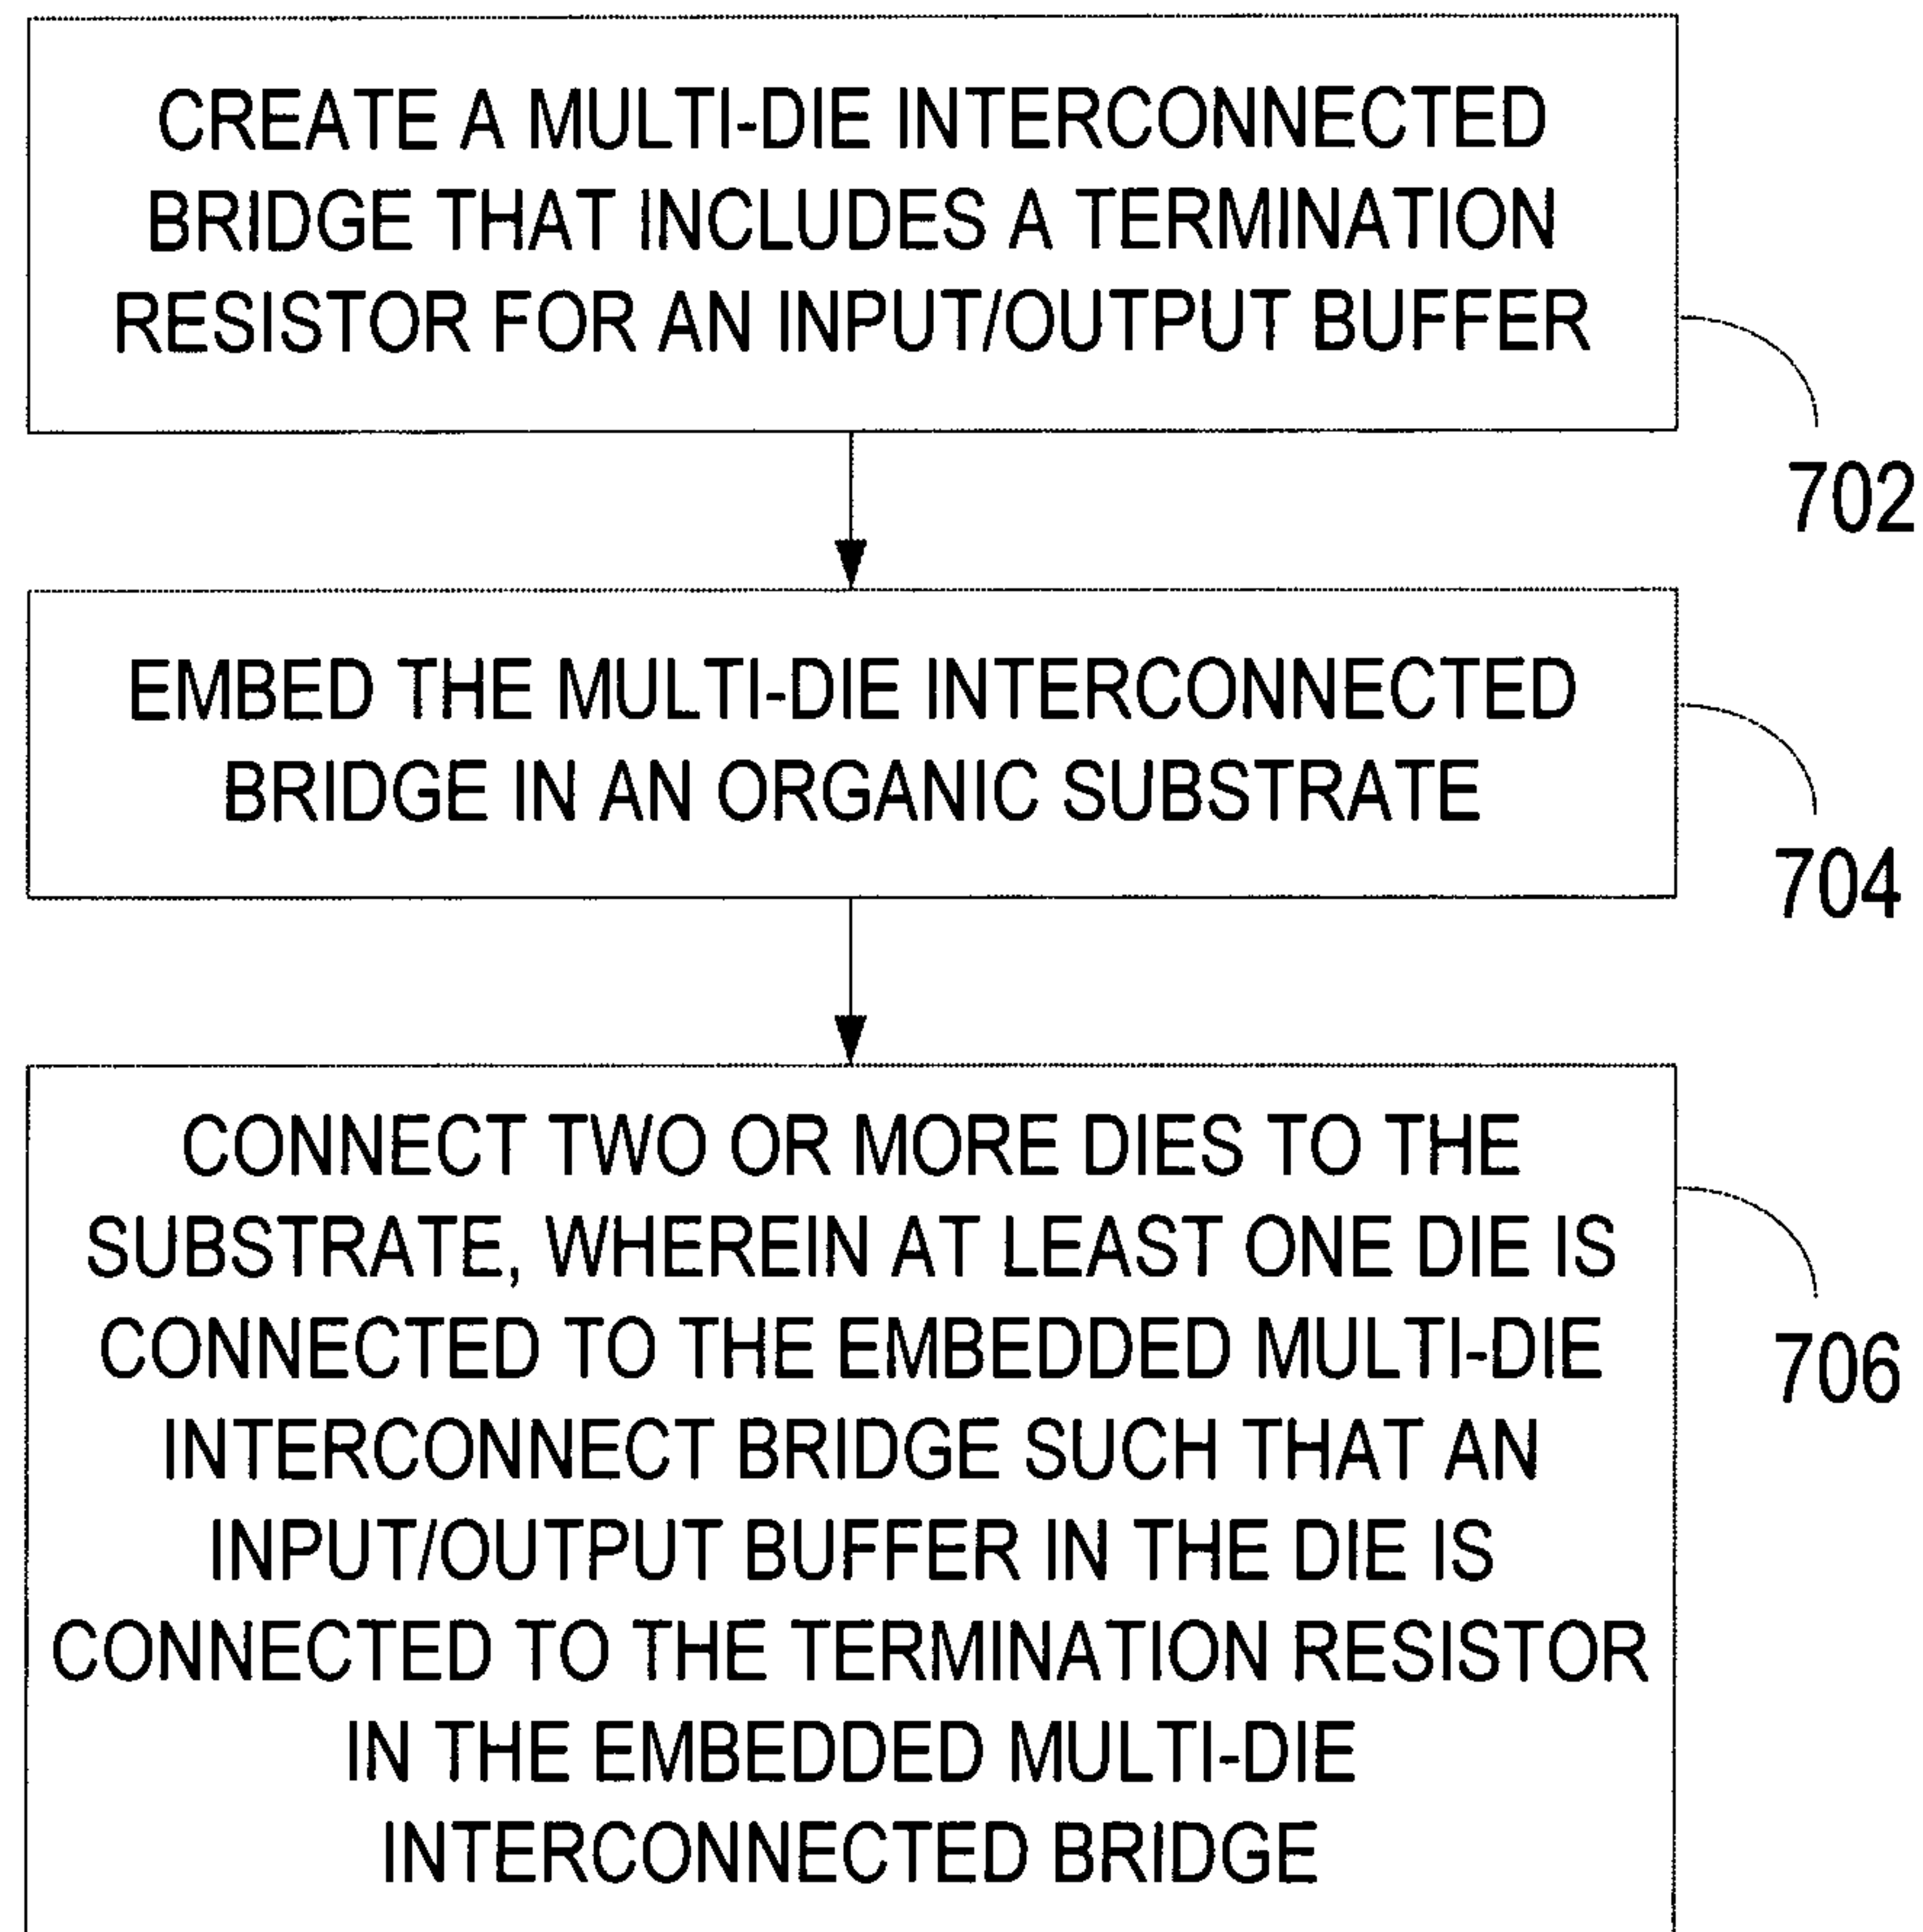 CREATE A MULTI-DIE INTERCONNECTED
BRIDGE THAT INCLUDES A TERMINATION
RESISTOR FOR AN INPUT/OUTPUT BUFFER
702
EMBED THE MULTI-DIE INTERCONNECTED
BRIDGE IN AN ORGANIC SUBSTRATE
704
CONNECT TWO OR MORE DIES TO THE
SUBSTRATE, WHEREIN AT LEAST ONE DIE IS
CONNECTED TO THE EMBEDDED MULTI-DIE
INTERCONNECT BRIDGE SUCH THAT AN
INPUT/OUTPUT BUFFER IN THE DIE IS
CONNECTED TO THE TERMINATION RESISTOR
IN THE EMBEDDED MULTI-DIE
INTERCONNECTED BRIDGE
706